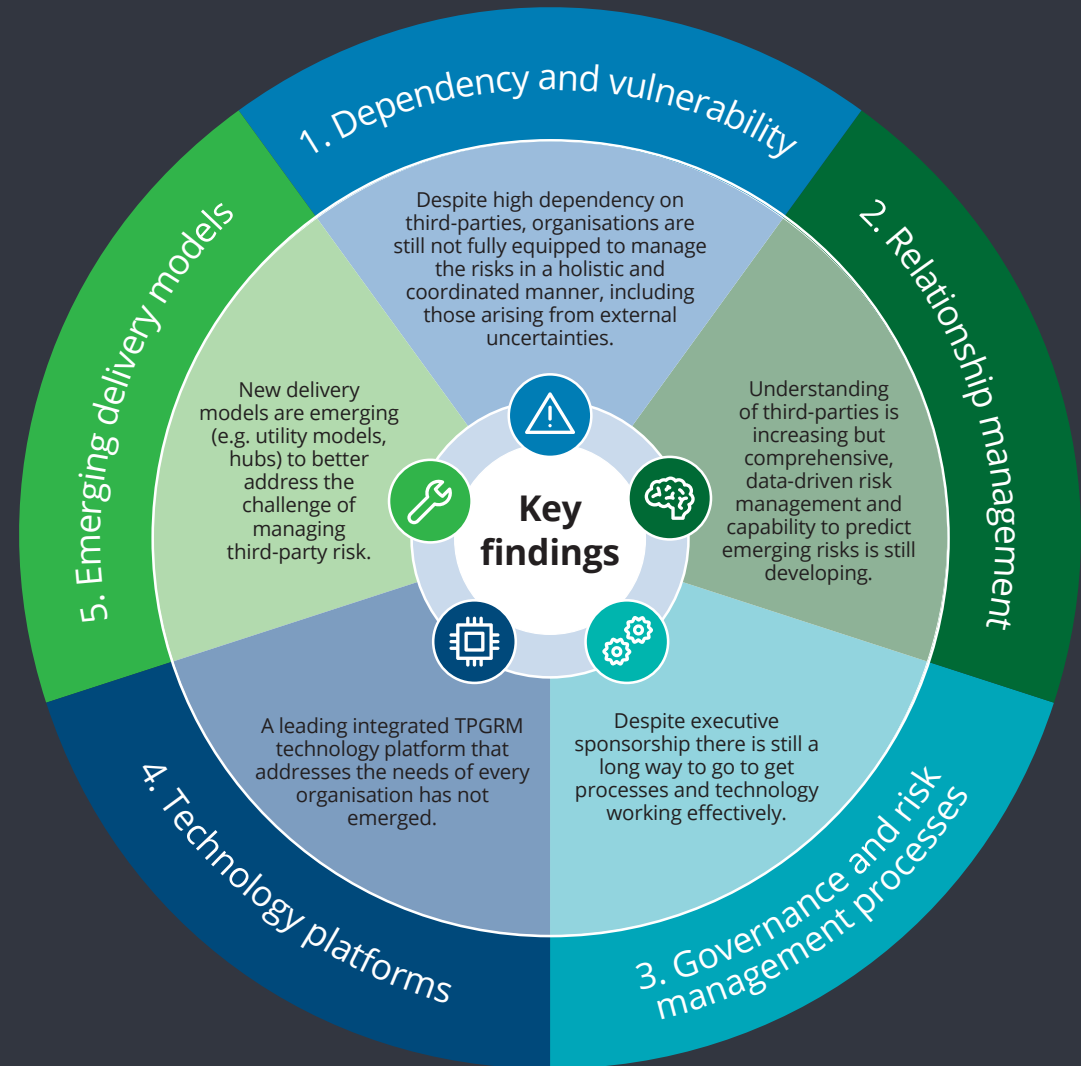 Key
findings
1. Dependency and vulnerability
Despite high dependency on
third-parties, organisations are
still not fully equipped to manage
the risks in a holistic and
coordinated manner, including
those arising from external
uncertainties.
2. Relationship management
Understanding
of third-parties is
increasing but
comprehensive,
data-driven risk
management and
capability to predict
emerging risks is still
developing.
3. Governance and risk
management processes
Despite executive
sponsorship there is still a
long way to go to get
processes and technology
working effectively.
4. Technology platforms
A leading integrated TPGRM
technology platform that
addresses the needs of every
organisation has not
emerged.
5. Emerging delivery models
New delivery
models are emerging
(e.g. utility models,
hubs) to better
address the
challenge of
managing
third-party risk.